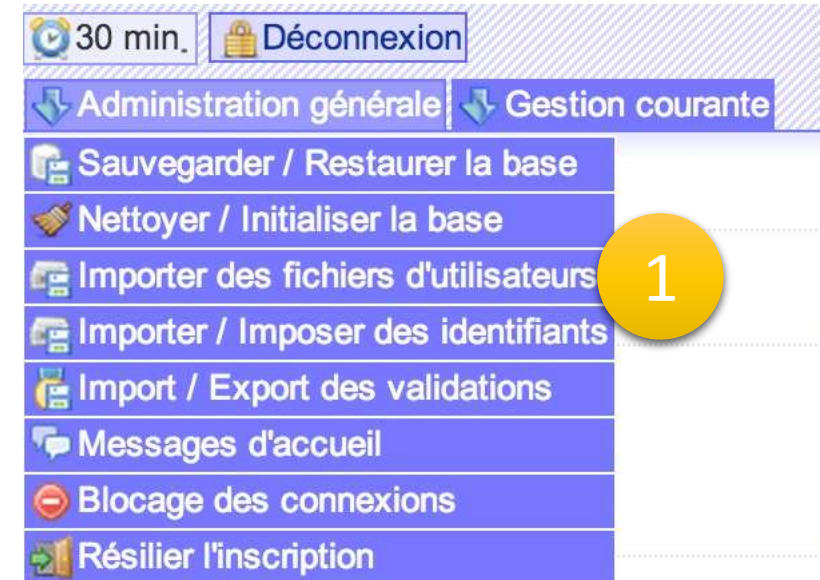 30 min. Déconnexion
Administration générale Gestion courante
Sauvegarder / Restaurer la base
Nettoyer / Initialiser la base
Importer des fichiers d'utilisateurs 1
Importer / Imposer des identifiants
Import / Export des validations
Messages d'accueil
Blocage des connexions
Résilier l'inscription